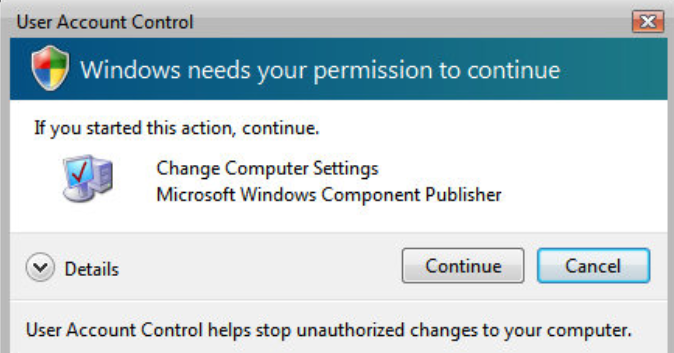 User Account Control
Windows needs your permission to continue
If you started this action, continue.
Change Computer Settings
Microsoft Windows Component Publisher
Details
Continue
Cancel
User Account Control helps stop unauthorized changes to your computer.